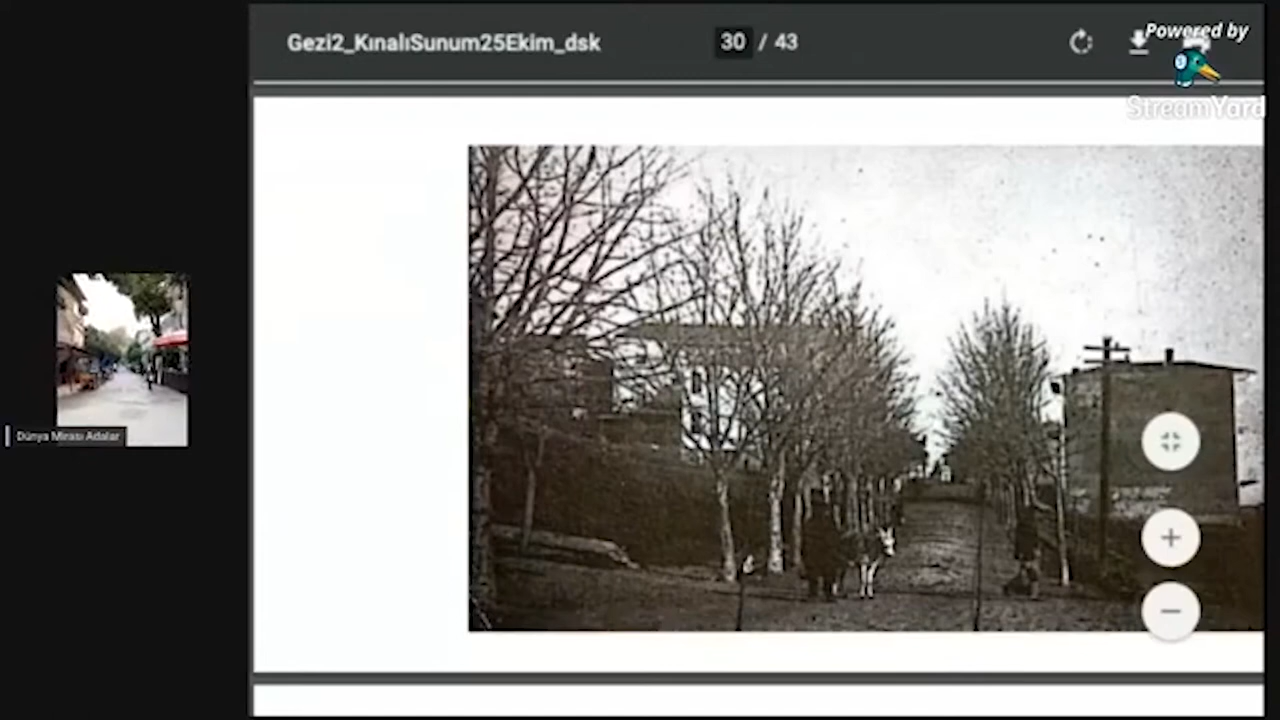 Gezi2_KınalıSunum25Ekim_dsk
30 / 43
Powered by
StreamYard
Dünya Mirası Adalar